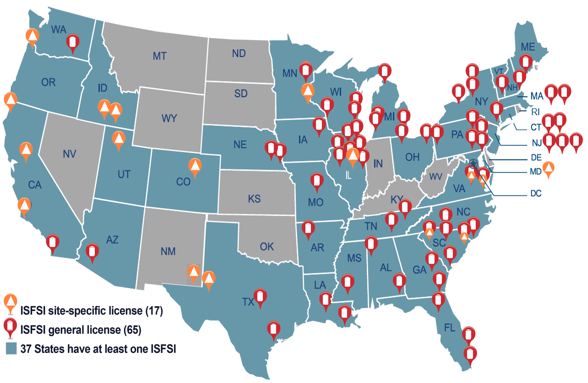 WA
MT
ND
ME
MN
VT
NH
OR
ID
SD
WI
MI
NY
MA
WY
RI
CT
IA
PA
NJ
NE
NV
UT
IL
IN
OH
DE
CO
WV
MD
CA
VA
KS
MO
KY
DC
NC
TN
AZ
NM
OK
AR
SC
MS
AL
GA
LA
TX
ISFSI site-specific license (17)
ISFSI general license (65)
FL
37 States have at least one ISFSI